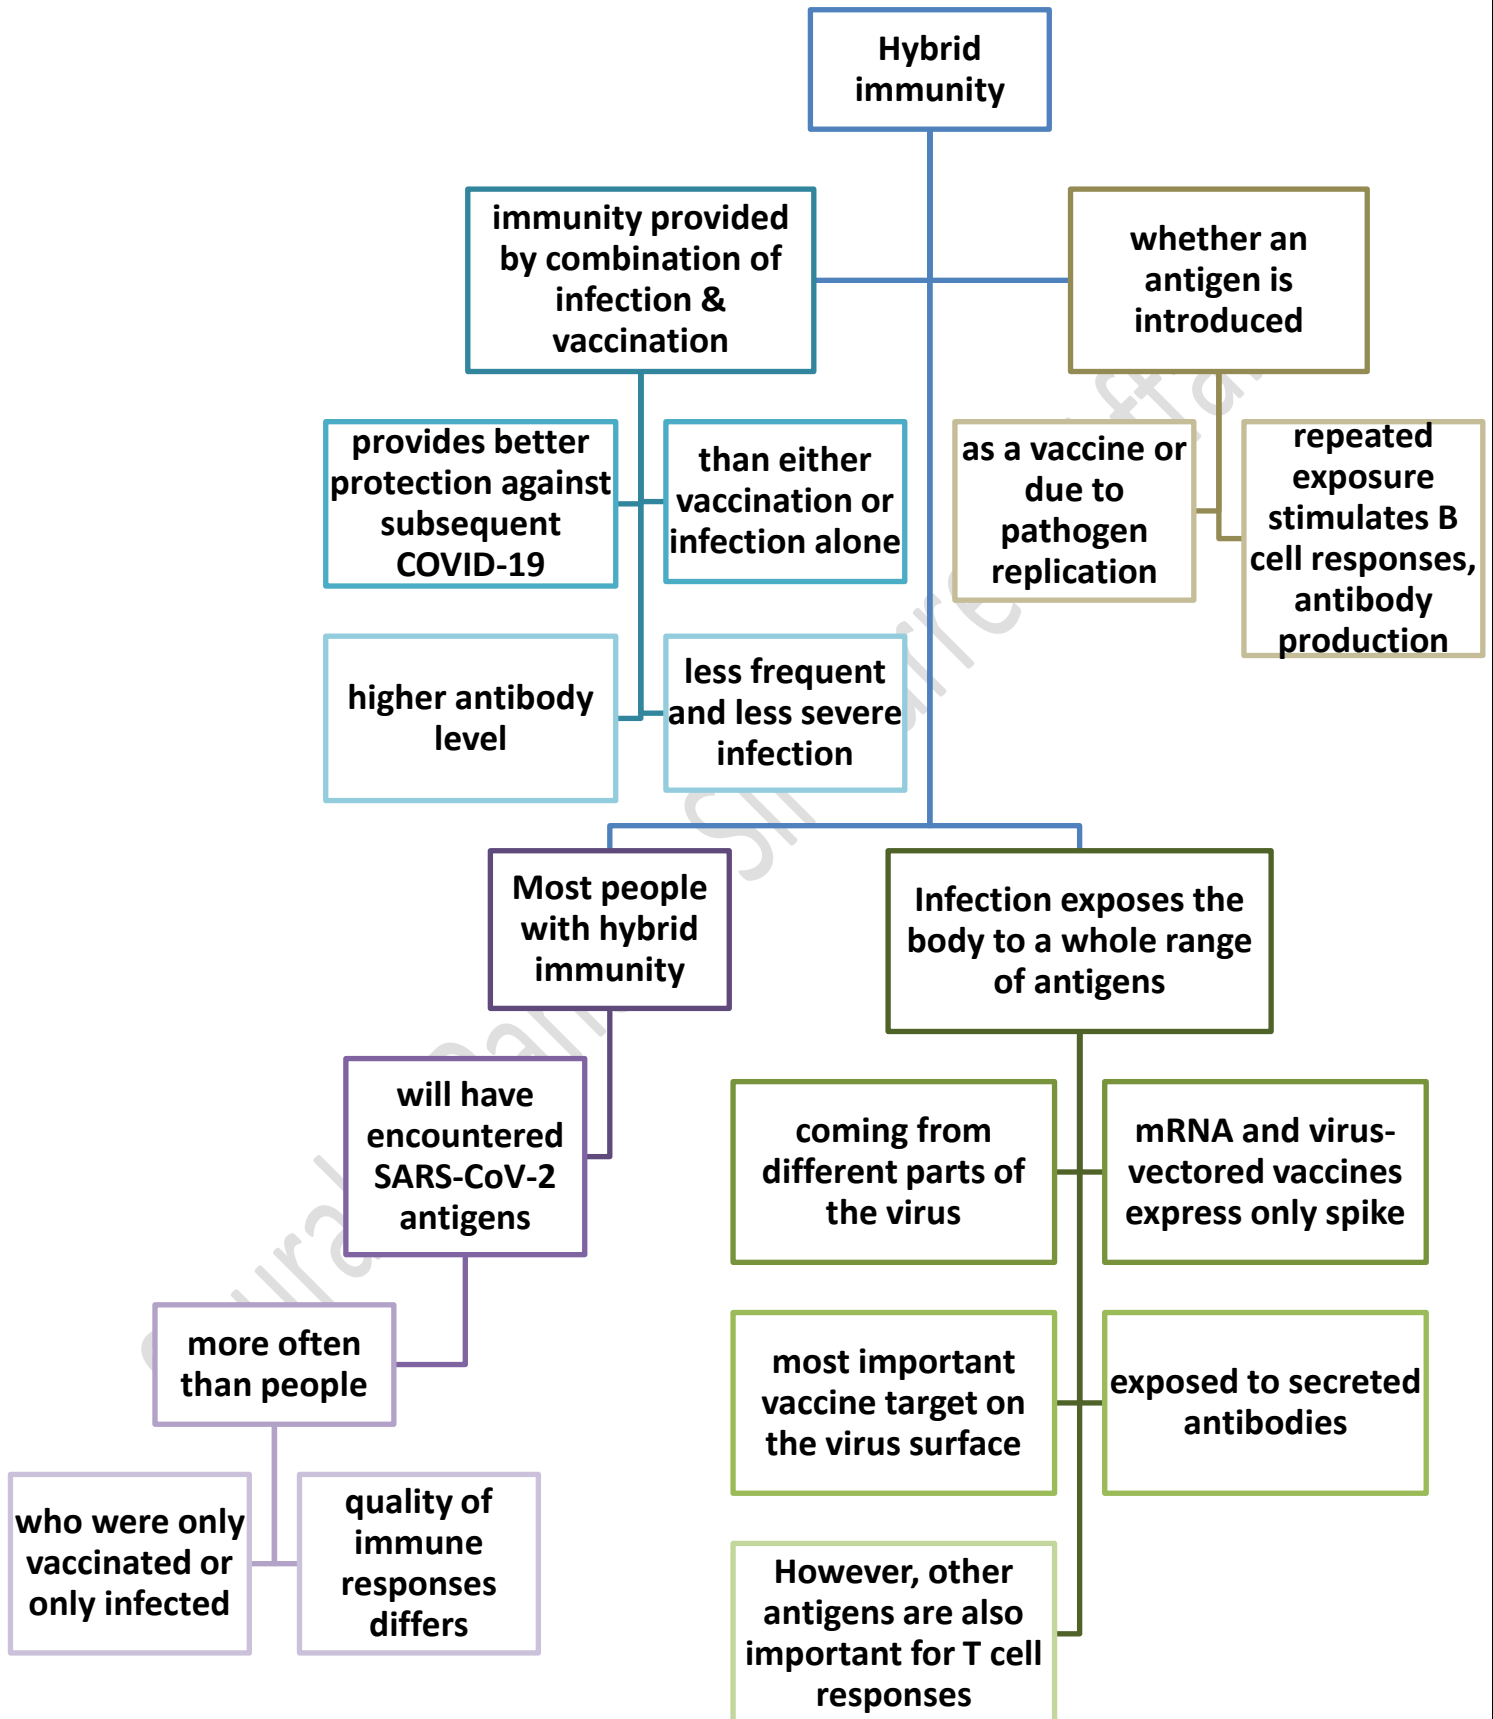 Hybrid
immunity
immunity provided
by combination of
infection &
vaccination
whether an
antigen is
introduced
provides better
protection against
subsequent
COVID-19
than either
vaccination or
infection alone
as a vaccine or
due to
pathogen
replication
repeated
exposure
stimulates B
cell responses,
antibody
production
higher antibody
level
less frequent
and less severe
infection
Most people
with hybrid
immunity
Infection exposes the
body to a whole range
of antigens
will have
encountered
SARS-CoV-2
antigens
coming from
different parts of
the virus
mRNA and virus-
vectored vaccines
express only spike
more often
than people
most important
vaccine target on
the virus surface
exposed to secreted
antibodies
who were only
vaccinated or
only infected
quality of
immune
responses
differs
However, other
antigens are also
important for T cell
responses